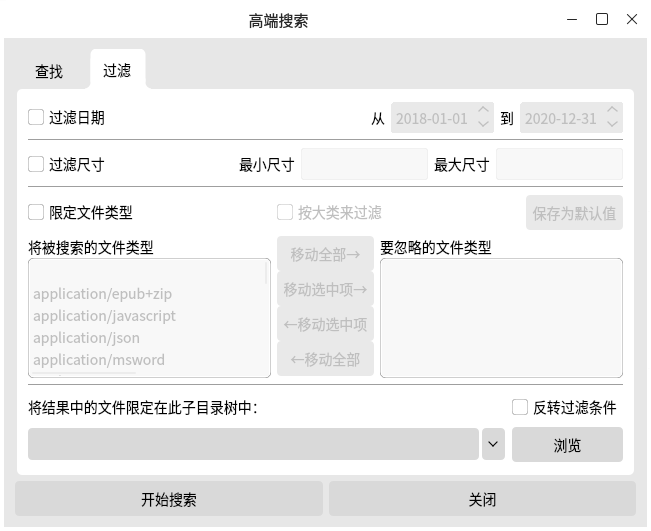 高端搜索
查找 过滤
过滤日期 从 2018-01-01 到 2020-12-31
过滤尺寸 最小尺寸 最大尺寸
限定文件类型 按大类来过滤 保存为默认值
将被搜索的文件类型 移动全部→ 要忽略的文件类型
application/epub+zip 移动选中项→
application/javascript ←移动选中项
application/json
application/msword ←移动全部
将结果中的文件限定在此子目录树中: 反转过滤条件
浏览
开始搜索 关闭